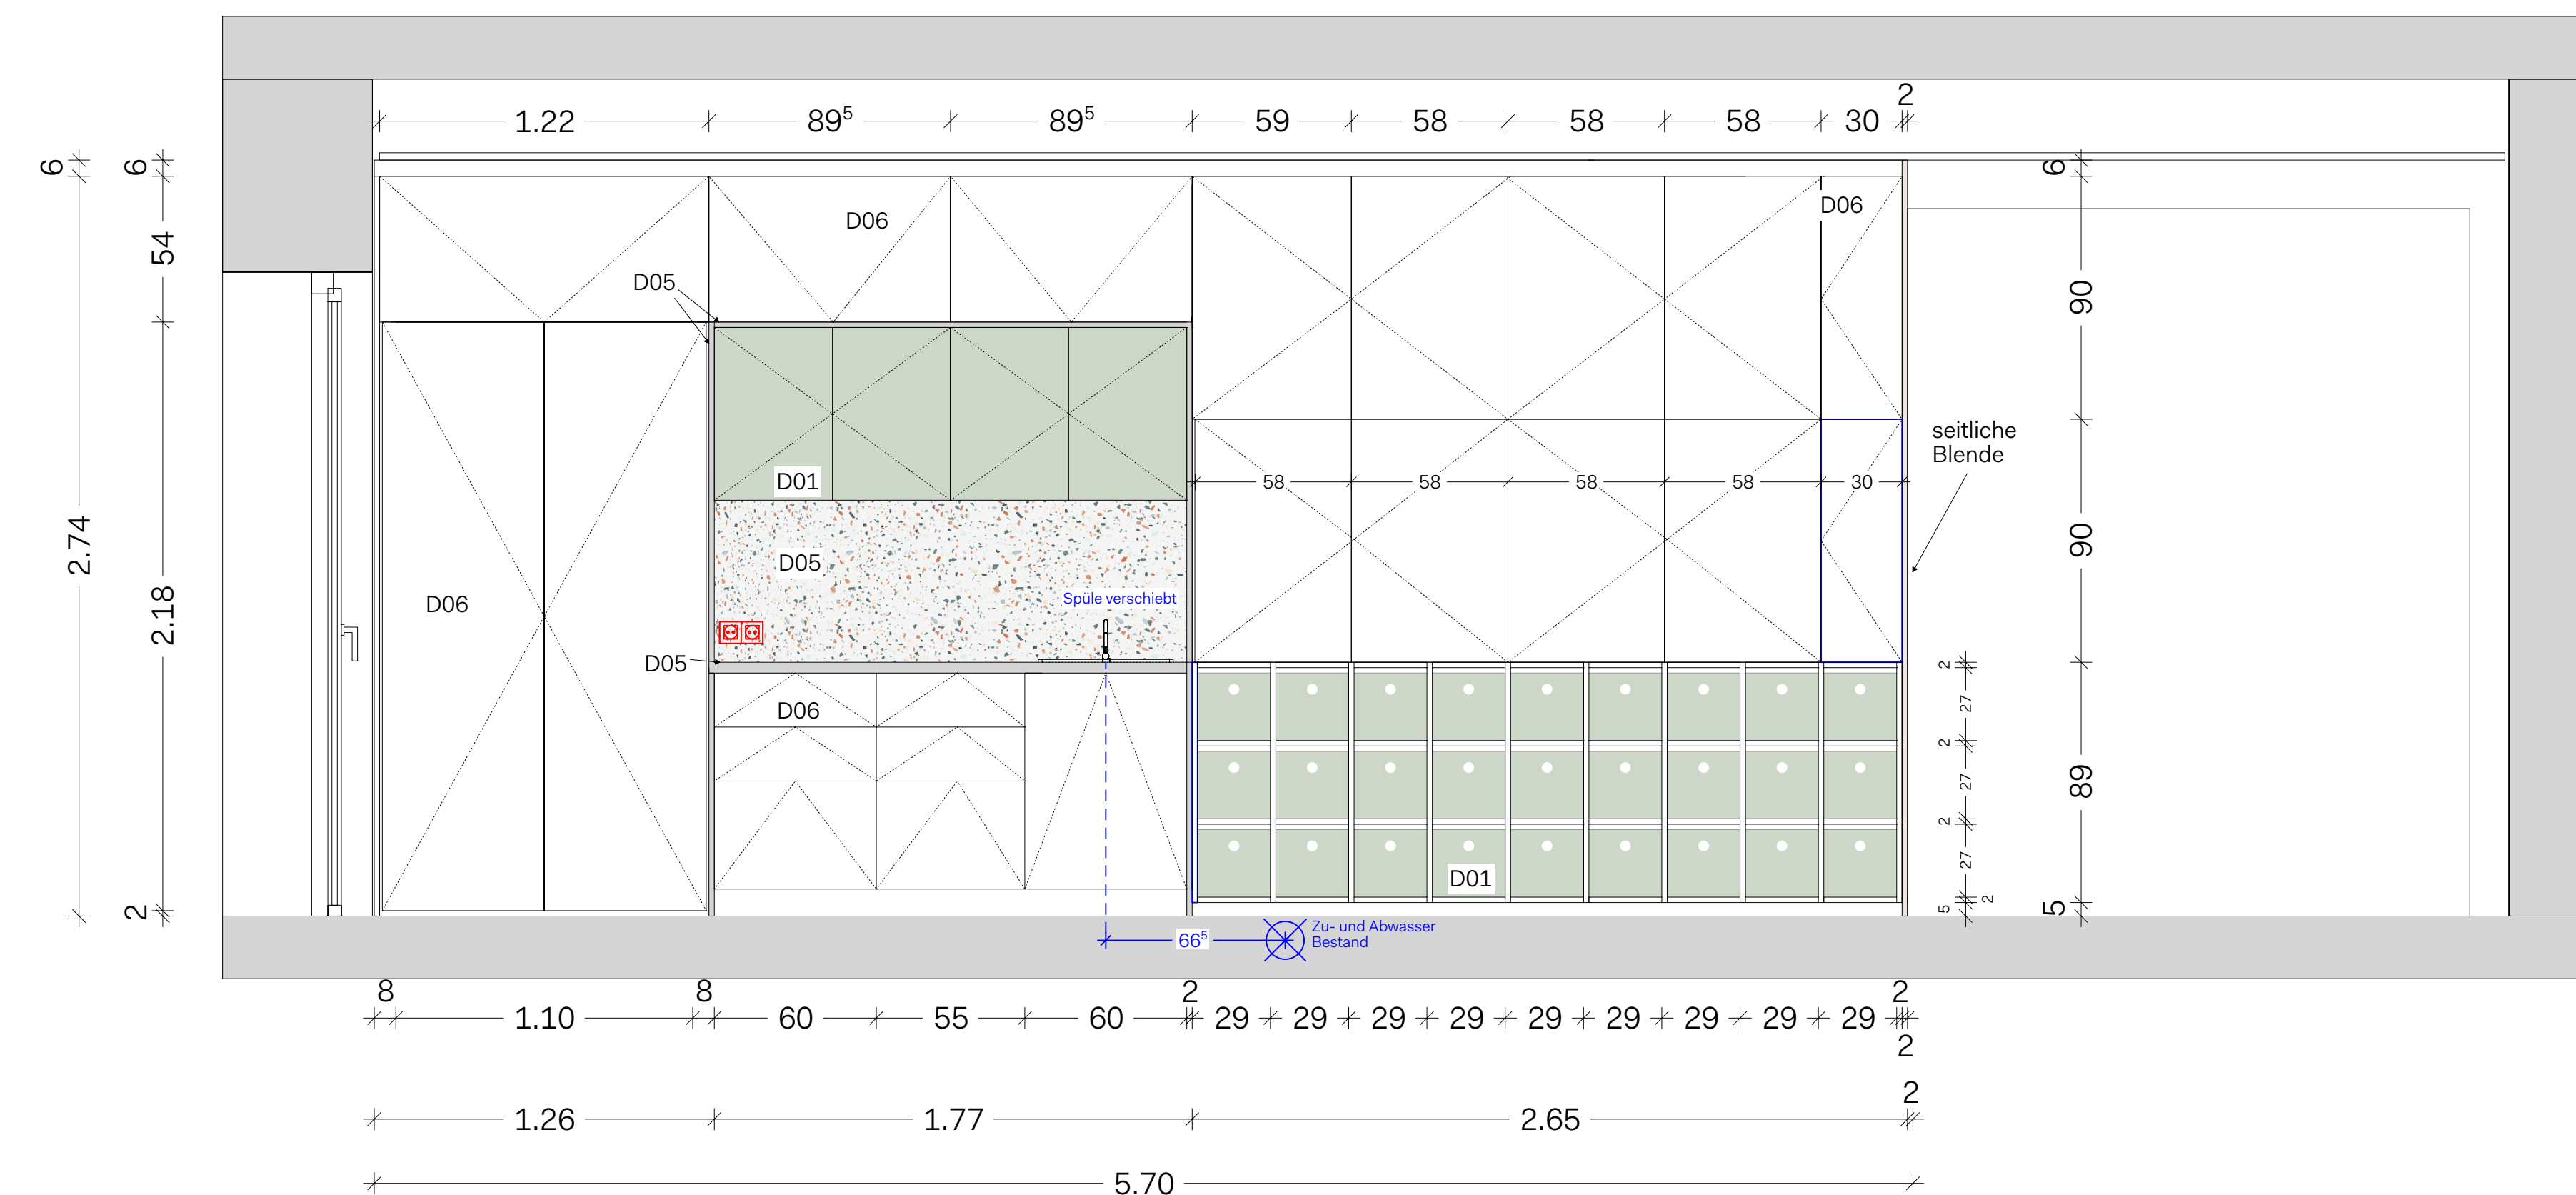 2
1.22 89⁵ 89⁵ 59 58 58 58 30
6 6 6
D06
D06
54
D05
90
seitliche
Blende
D01
58 58 58 58 30
2.74
90
D05
D06
2.18
Spüle verschiebt
D05
2
27
D06
2
27
89
2
27
D01
2
2
5
5
66⁵
Zu- und Abwasser
Bestand
8 8 2 2
1.10 60 55 60 29 29 29 29 29 29 29 29 29
2
2
1.26 1.77 2.65
5.70